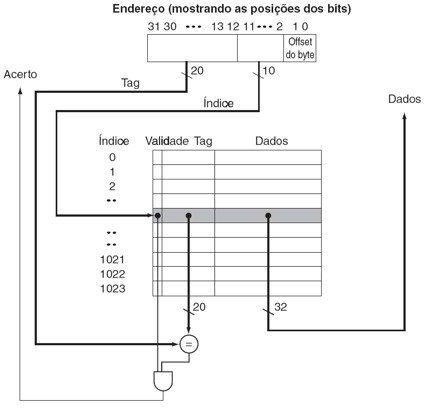 Endereço (mostrando as posições dos bits)
31 30 ••• 13 12 11 ••• 2 1 0
Offset
do byte
20
10
Acerto
Tag
Índice
Dados
Índice Validade Tag Dados
0
1
2
••
••
••
1021
1022
1023
20
32
=